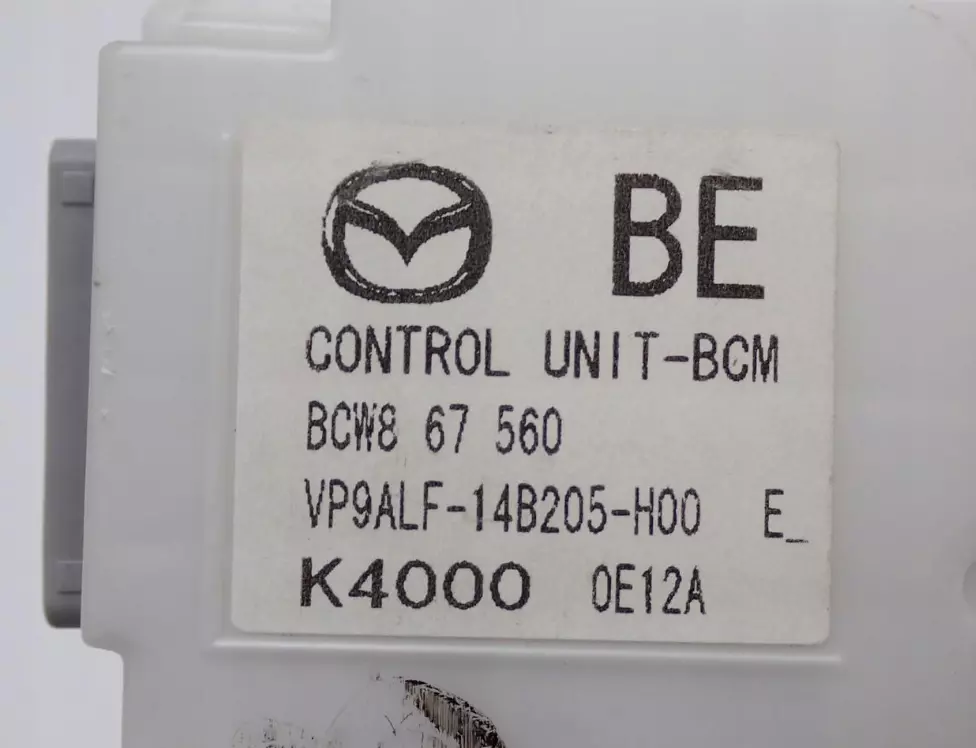 BE
CONTROL UNIT-BCM
BCW8 67 560
VP9ALF-14B205-H00 E_
K4000 0E12A